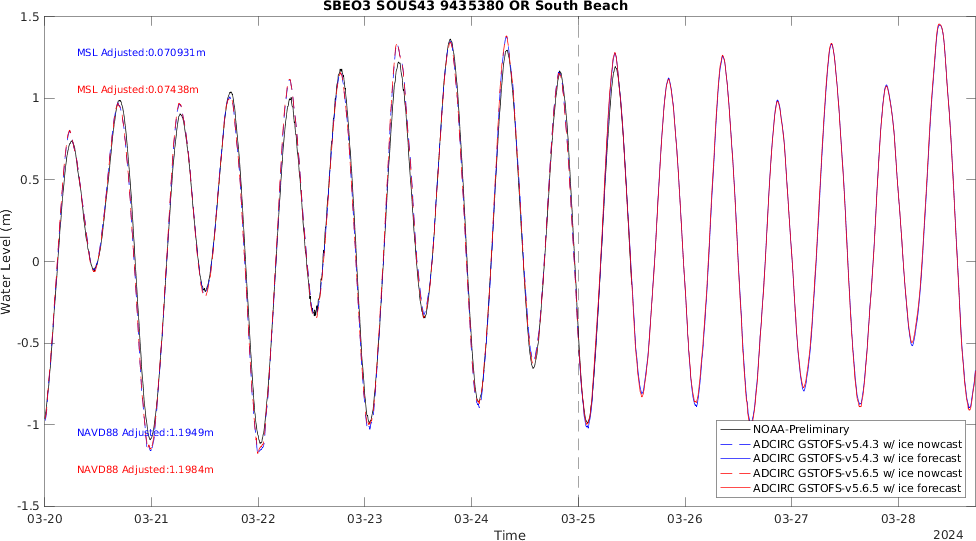 SBEO3 SOUS43 9435380 OR South Beach
1.5
MSL Adjusted:0.070931m
MSL Adjusted:0.07438m
1
0.5
Water Level (m)
0
-0.5
-1
NAVD88 Adjusted:1.1949m
NAVD88 Adjusted:1.1984m
-1.5
NOAA-Preliminary
ADCIRC GSTOFS-v5.4.3 w/ ice nowcast
ADCIRC GSTOFS-v5.4.3 w/ ice forecast
ADCIRC GSTOFS-v5.6.5 w/ ice nowcast
ADCIRC GSTOFS-v5.6.5 w/ ice forecast
03-20 03-21 03-22 03-23 03-24 03-25 03-26 03-27 03-28
Time
2024